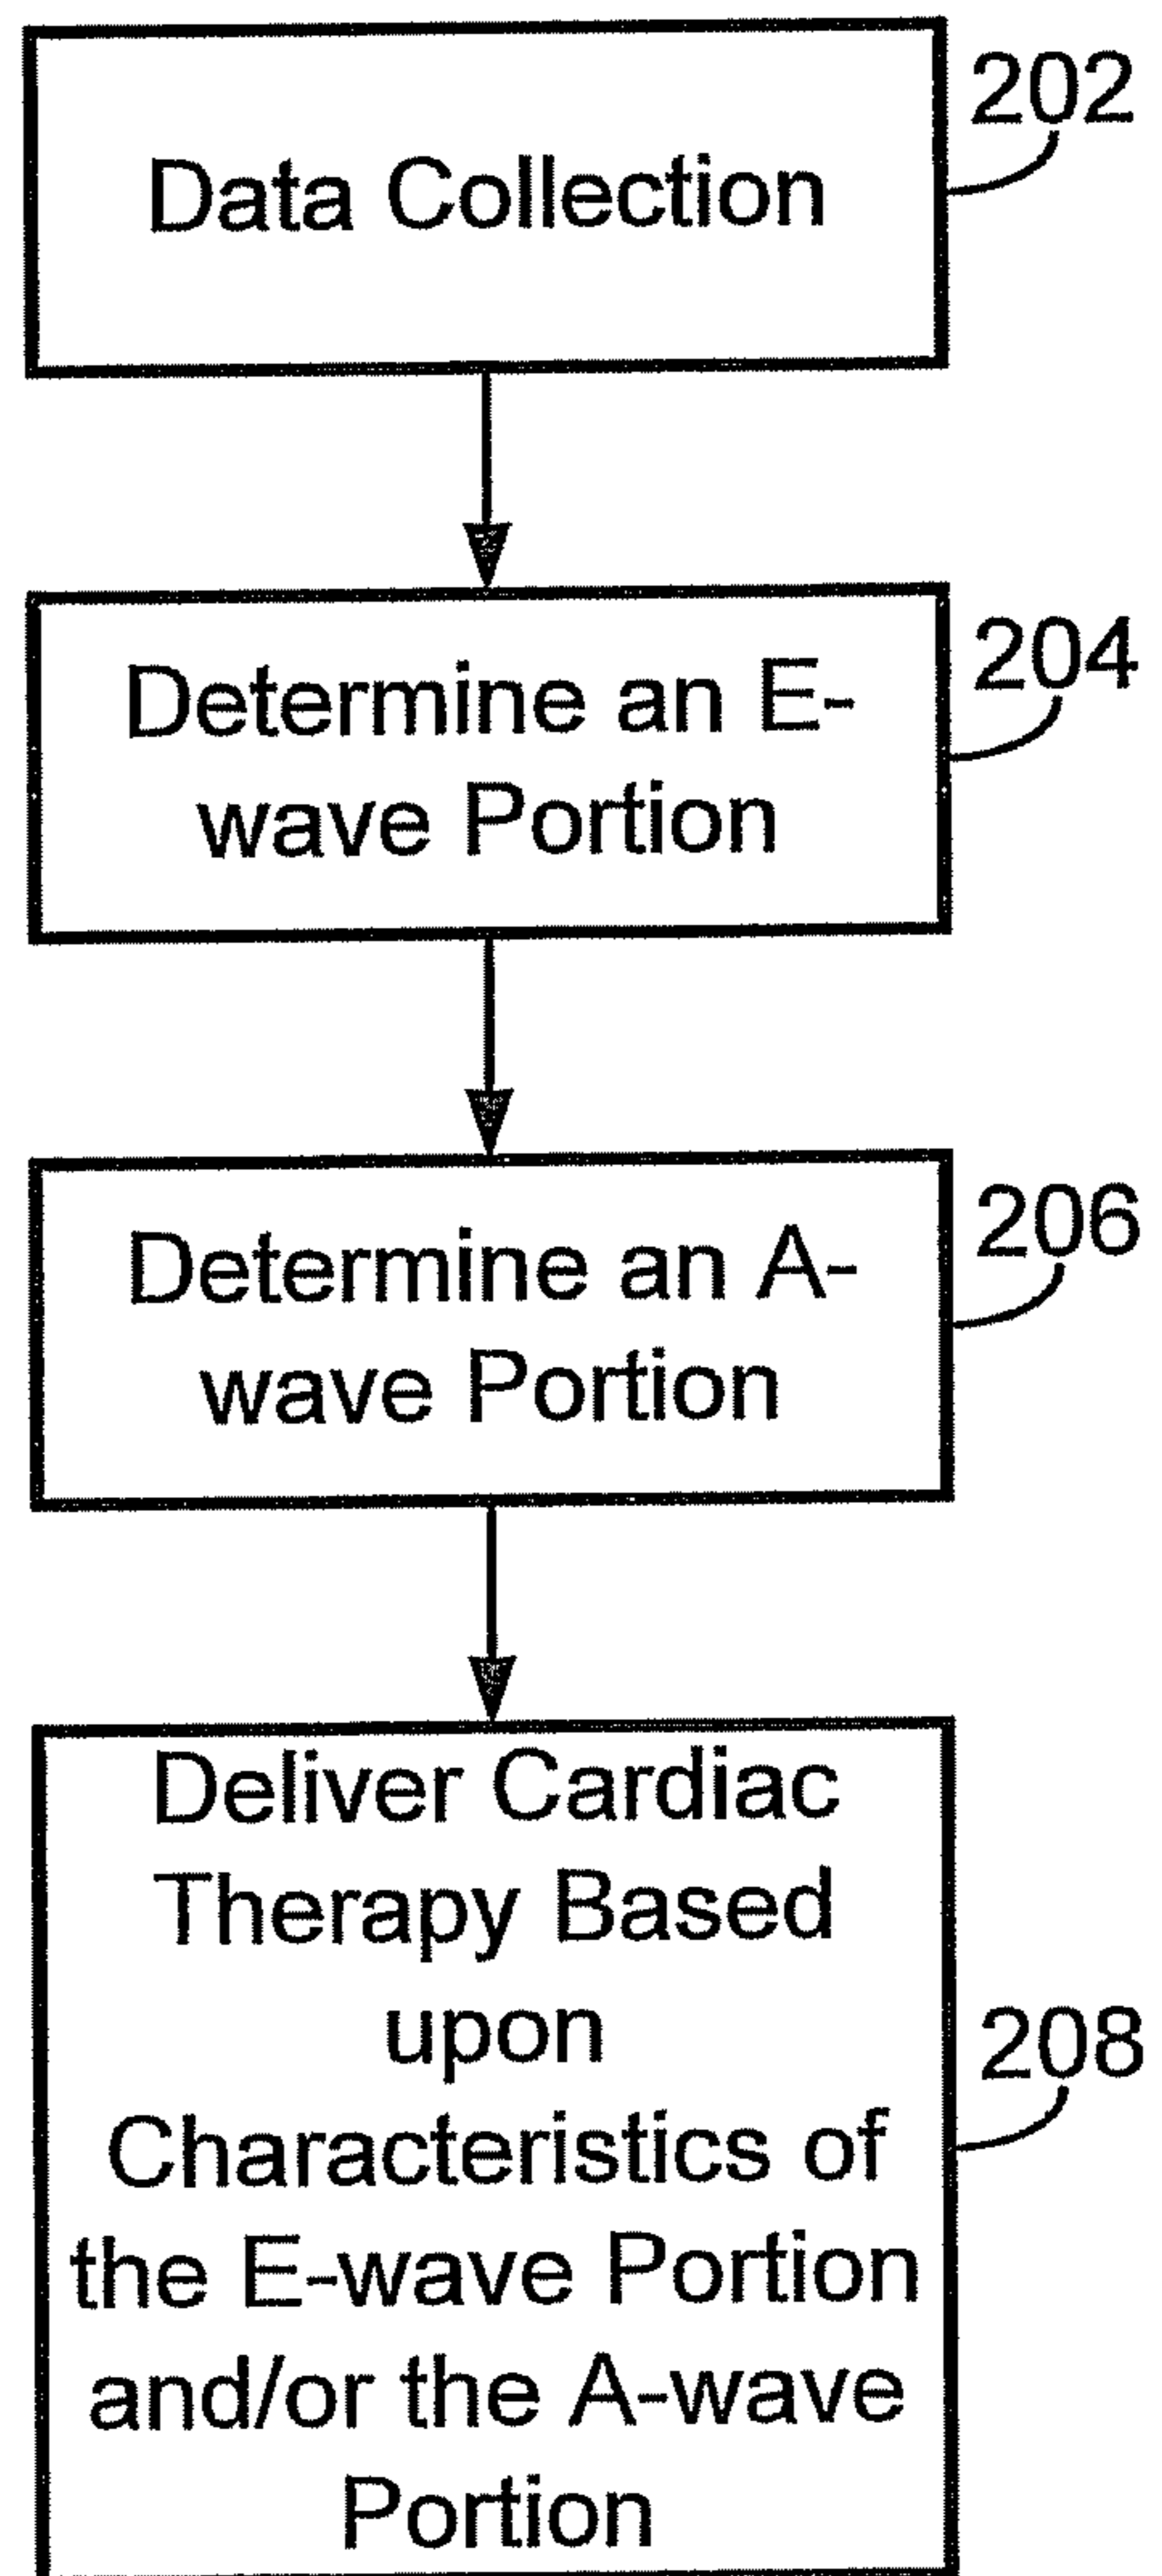 Data Collection
202
Determine an E-
wave Portion
204
Determine an A-
wave Portion
206
Deliver Cardiac
Therapy Based
upon
Characteristics of
the E-wave Portion
and/or the A-wave
Portion
208